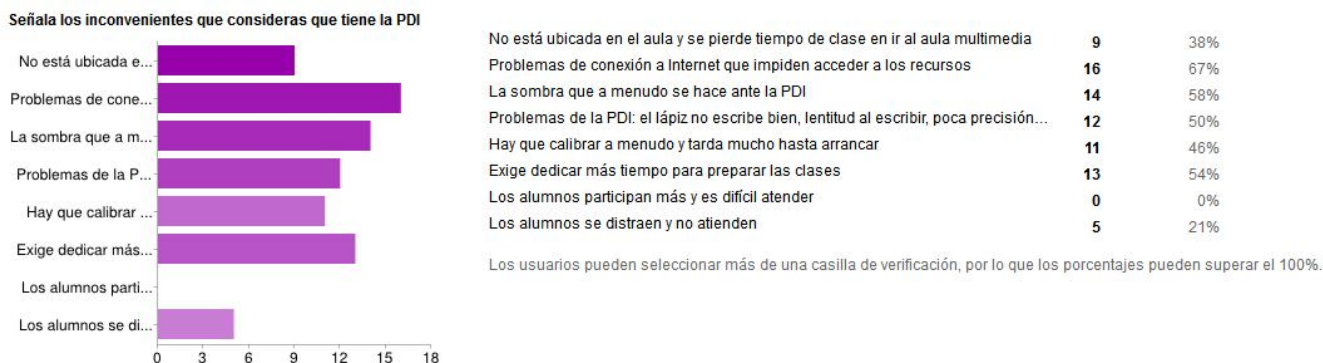 Señala los inconvenientes que consideras que tiene la PDI
No está ubicada e...
Problemas de cone...
La sombra que a m...
Problemas de la P...
Hay que calibrar ...
Exige dedicar más...
Los alumnos parti...
Los alumnos se di...
0 3 6 9 12 15 18
No está ubicada en el aula y se pierde tiempo de clase en ir al aula multimedia 9 38%
Problemas de conexión a Internet que impiden acceder a los recursos 16 67%
La sombra que a menudo se hace ante la PDI 14 58%
Problemas de la PDI: el lápiz no escribe bien, lentitud al escribir, poca precisión... 12 50%
Hay que calibrar a menudo y tarda mucho hasta arrancar 11 46%
Exige dedicar más tiempo para preparar las clases 13 54%
Los alumnos participan más y es difícil atender 0 0%
Los alumnos se distraen y no atienden 5 21%
Los usuarios pueden seleccionar más de una casilla de verificación, por lo que los porcentajes pueden superar el 100%.